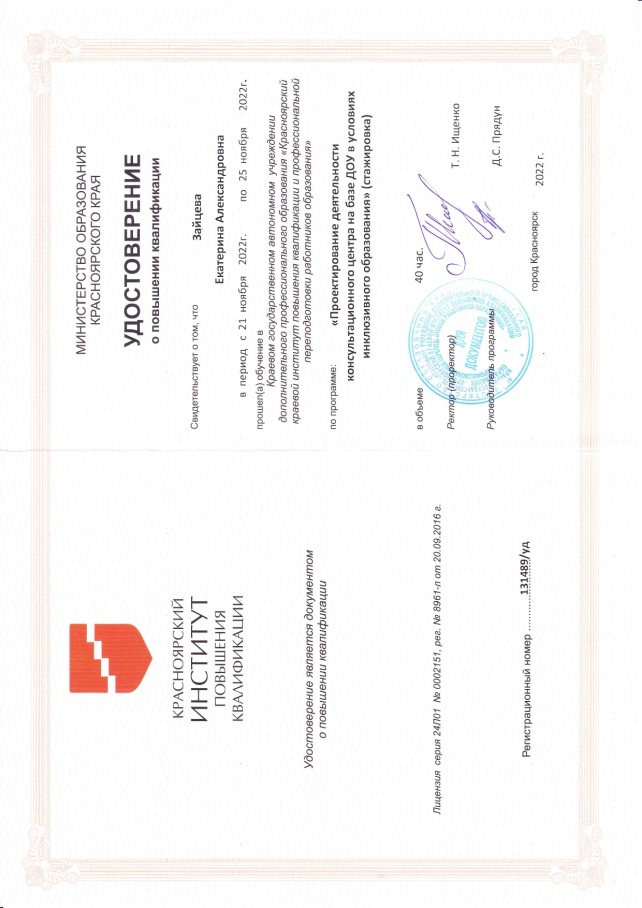 КРАСНОЯРСКИЙ
ИНСТИТУТ
ПОВЫШЕНИЯ
КВАЛИФИКАЦИИ
Удостоверение является документом
о повышении квалификации
Лицензия серия 24Л01 № 0002151, рег. № 8961-л от 20.09.2016 г.
Регистрационный номер 131489/уд
МИНИСТЕРСТВО ОБРАЗОВАНИЯ
КРАСНОЯРСКОГО КРАЯ
УДОСТОВЕРЕНИЕ
о повышении квалификации
Свидетельствует о том, что Зайцева
Екатерина Александровна
в период с 21 ноября 2022г. по 25 ноября 2022г.
прошел(а) обучение в
Краевом государственном автономном учреждении
дополнительного профессионального образования «Красноярский
краевой институт повышения квалификации и профессиональной
переподготовки работников образования»
по программе: «Проектирование деятельности
консультационного центра на базе ДОУ в условиях
инклюзивного образования» (стажировка)
в объеме 40 час.
Ректор (проректор) Т. Н. Ищенко
Руководитель программы Д.С. Прядун
ДЛЯ
ДОКУМЕНТОВ
город Красноярск 2022 г.